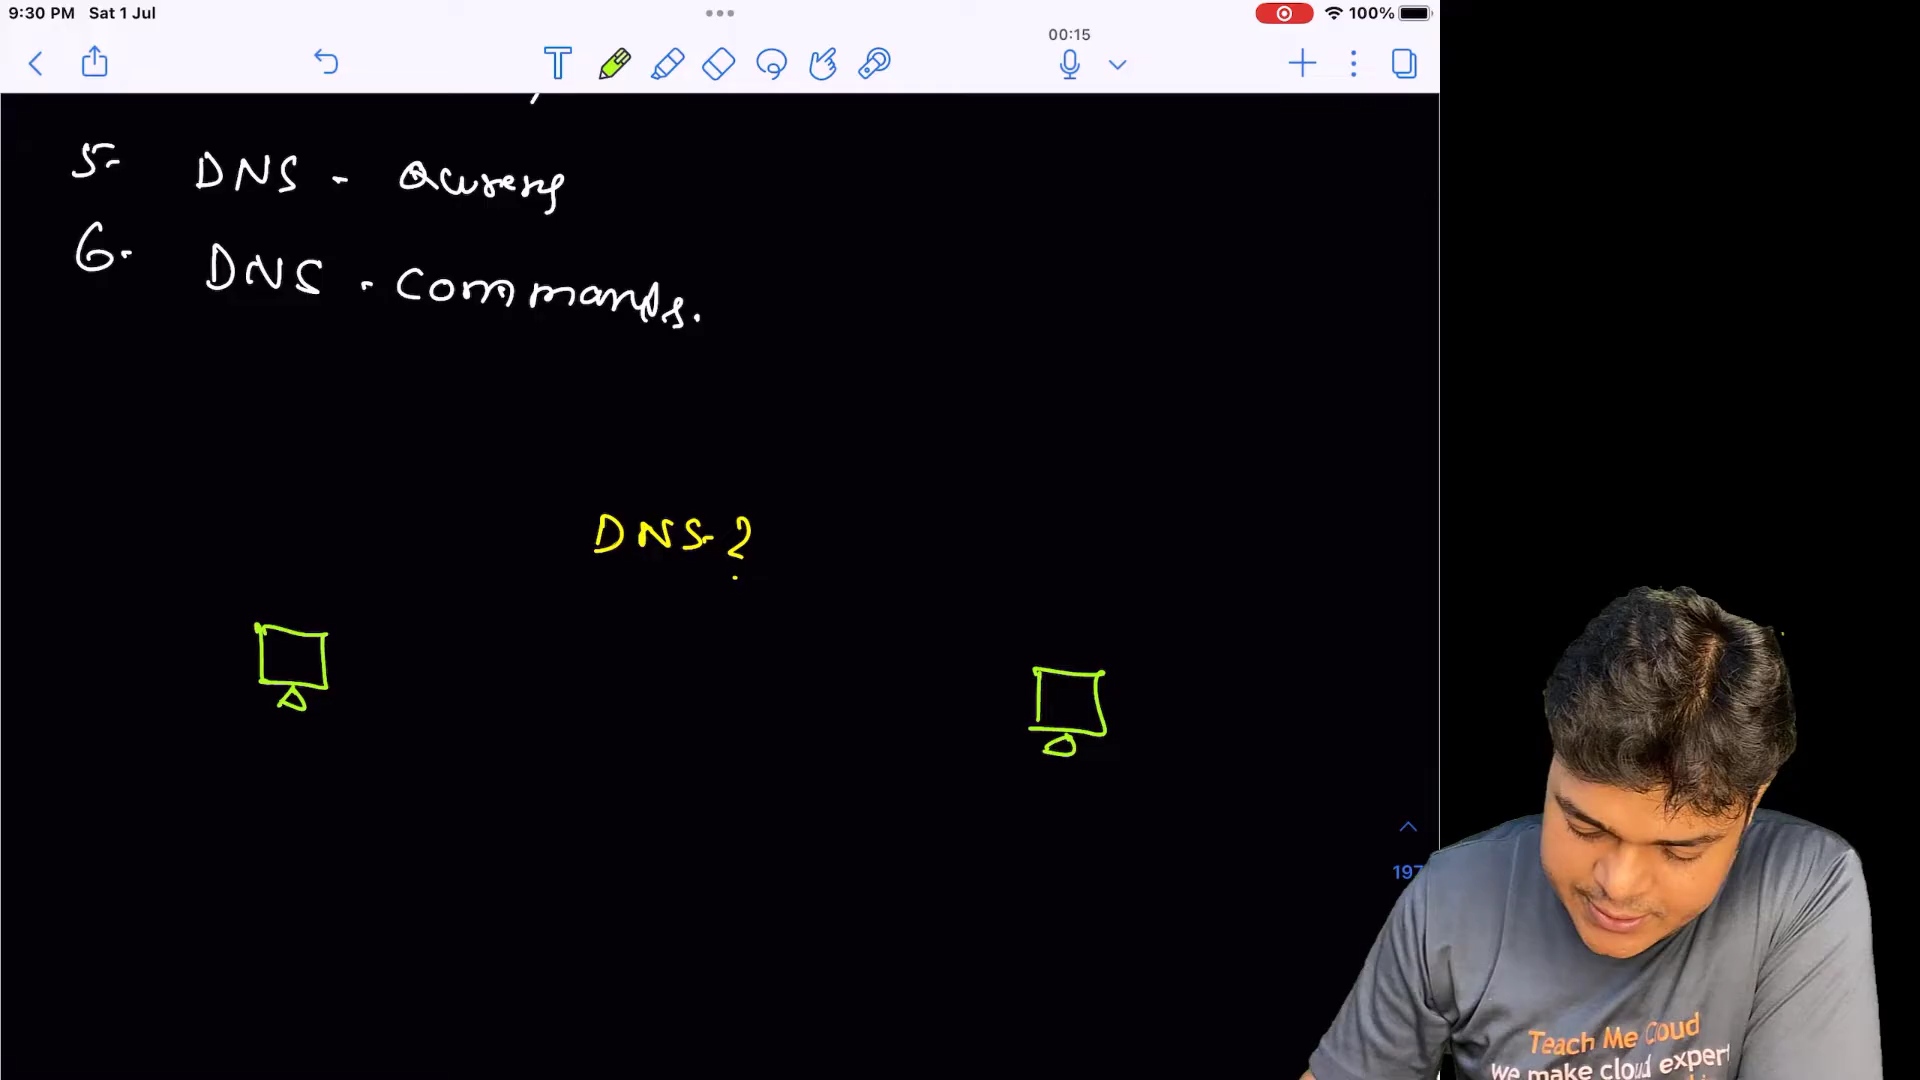 9:30 PM Sat 1 Jul
100%
00:15
5. DNS - Querery
6. DNS - Commands.
DNS-?
197
Teach Me Cloud
we make cloud expert